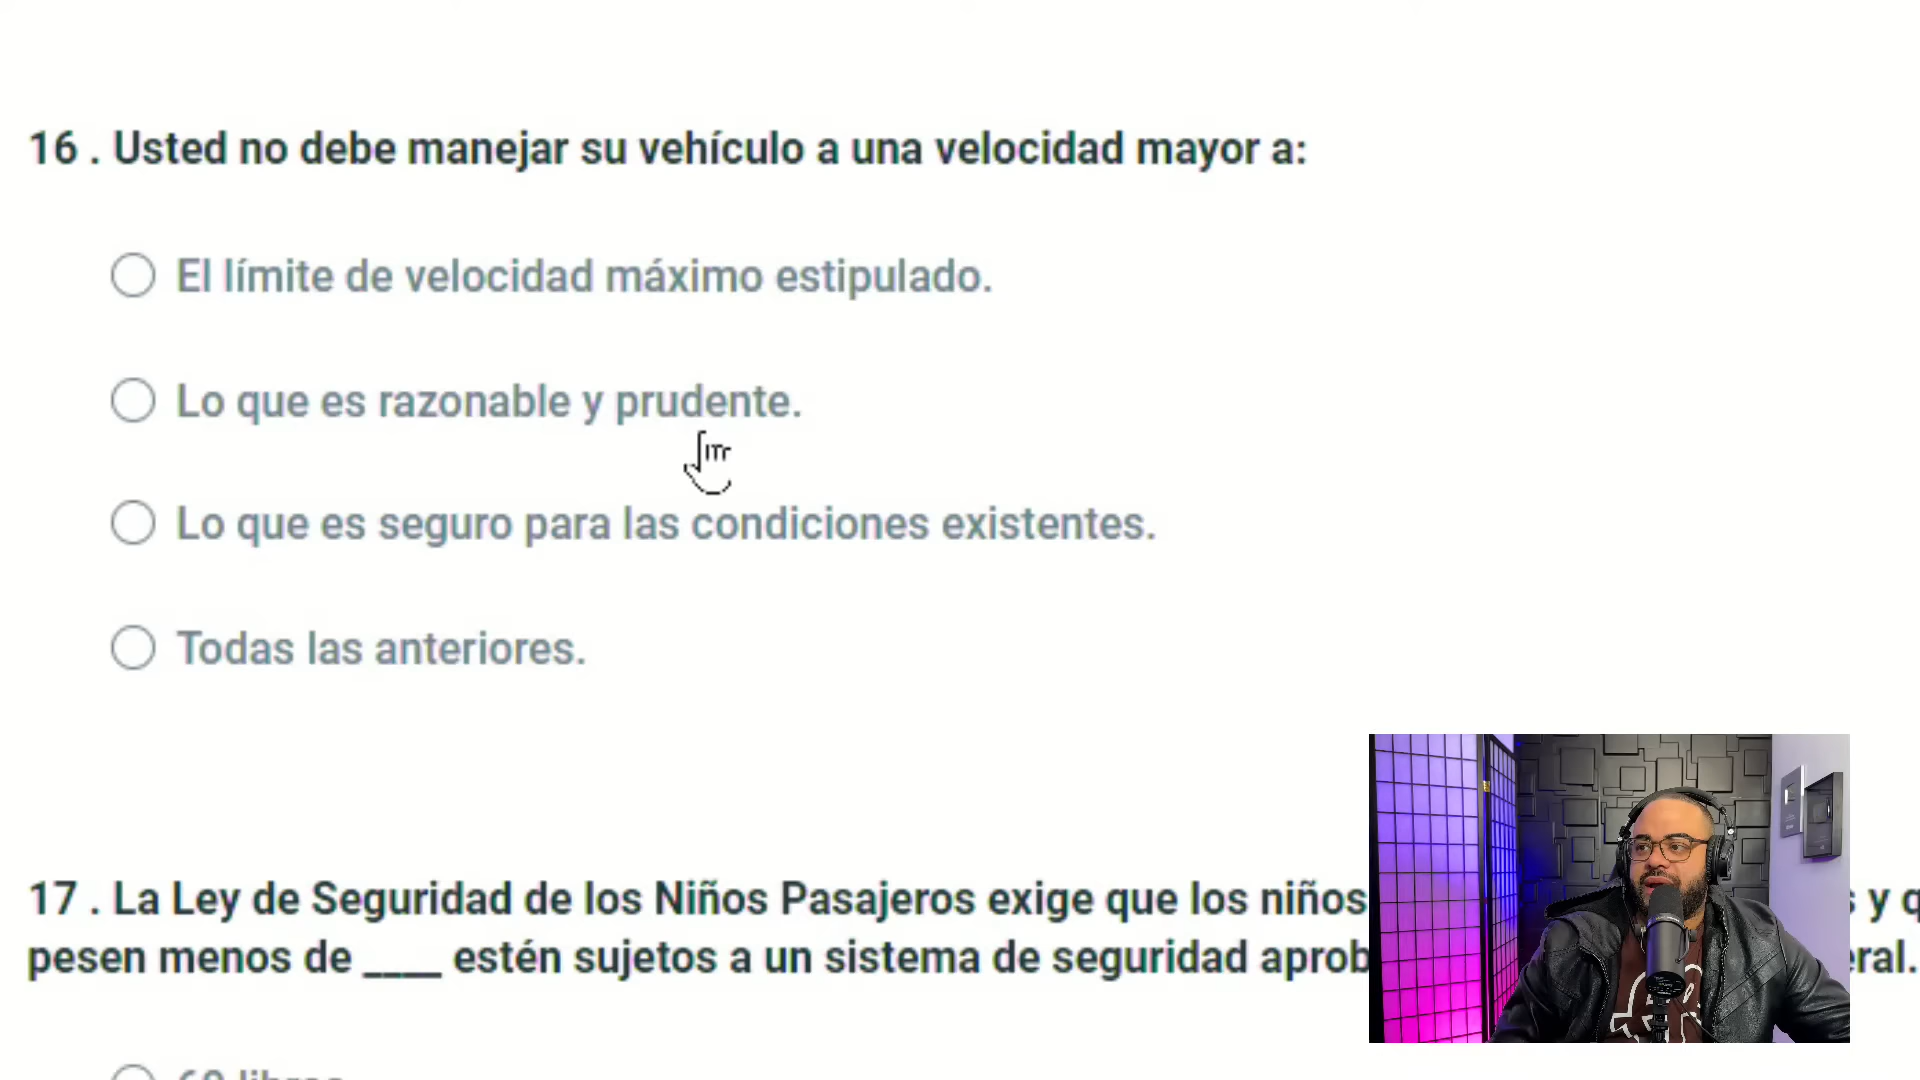 16 . Usted no debe manejar su vehículo a una velocidad mayor a:
El límite de velocidad máximo estipulado.
Lo que es razonable y prudente.
Lo que es seguro para las condiciones existentes.
Todas las anteriores.
17 . La Ley de Seguridad de los Niños Pasajeros exige que los niños y
pesen menos de ____ estén sujetos a un sistema de seguridad